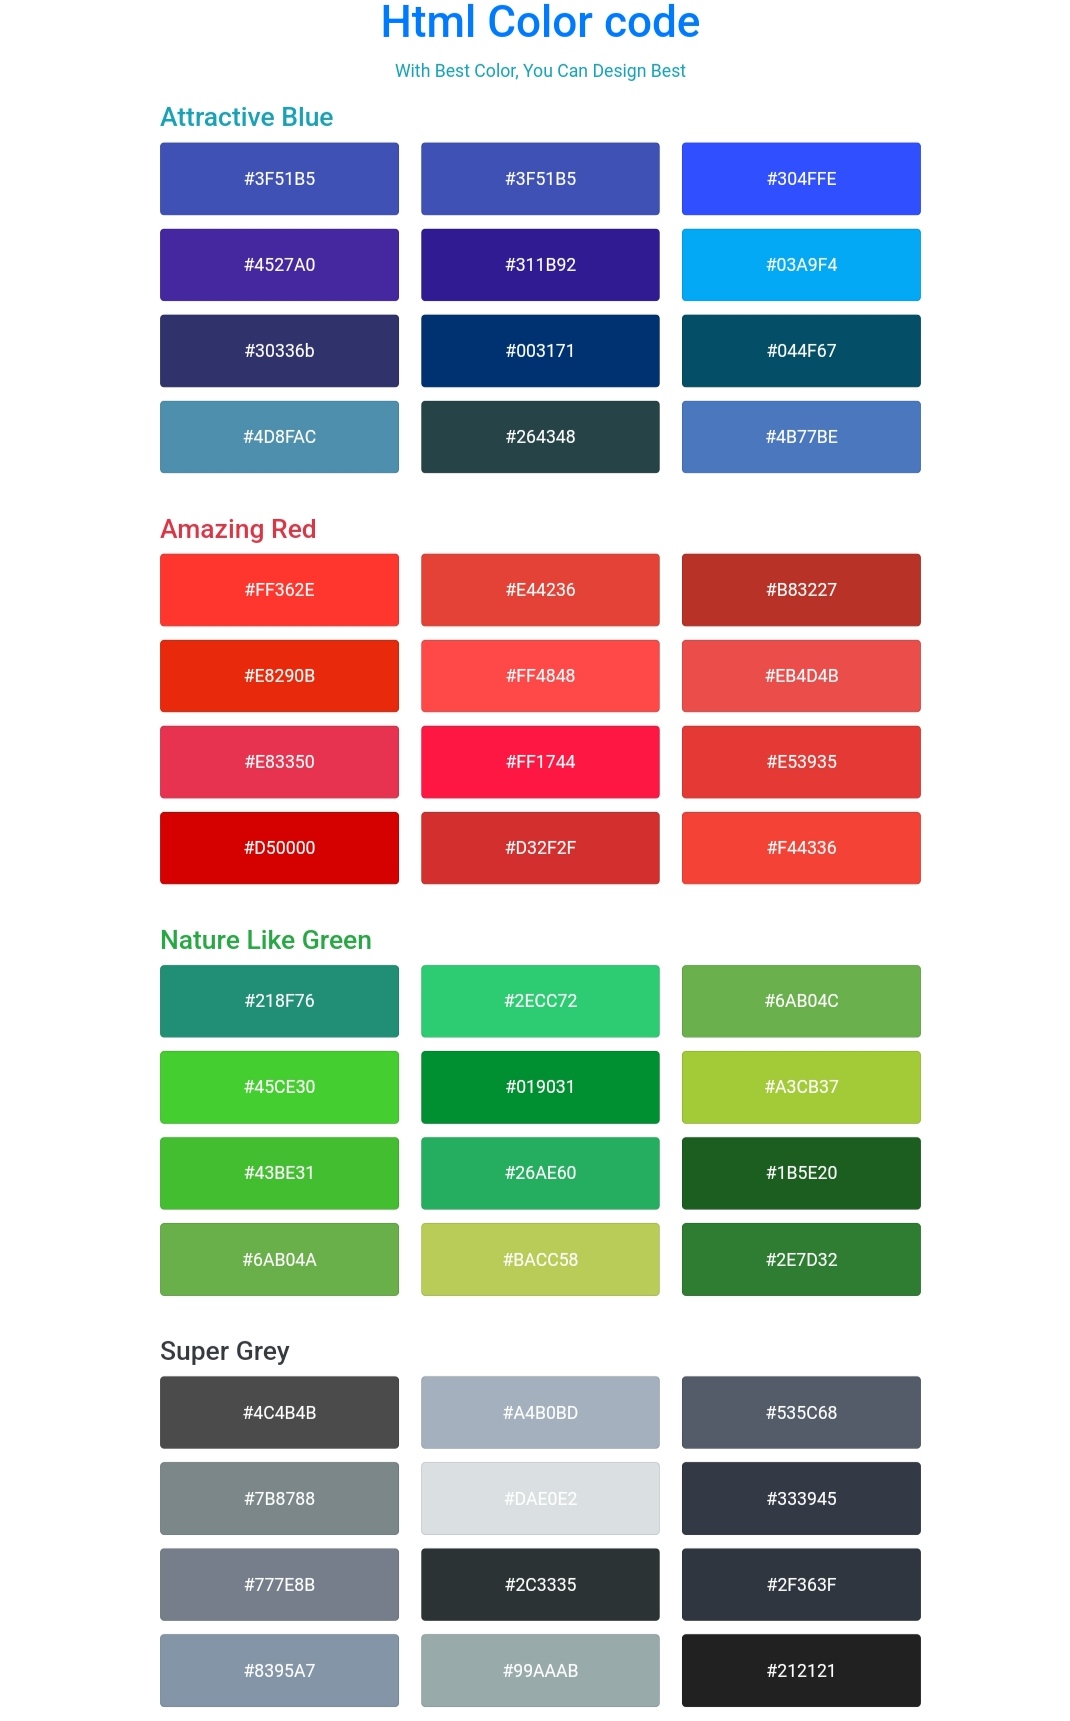 Html Color code
With Best Color, You Can Design Best
Attractive Blue
#3F51B5 #3F51B5 #304FFE
#4527A0 #311B92 #03A9F4
#30336b #003171 #044F67
#4D8FAC #264348 #4B77BE
Amazing Red
#FF362E #E44236 #B83227
#E8290B #FF4848 #EB4D4B
#E83350 #FF1744 #E53935
#D50000 #D32F2F #F44336
Nature Like Green
#218F76 #2ECC72 #6AB04C
#45CE30 #019031 #A3CB37
#43BE31 #26AE60 #1B5E20
#6AB04A #BACC58 #2E7D32
Super Grey
#4C4B4B #A4B0BD #535C68
#7B8788 #DAE0E2 #333945
#777E8B #2C3335 #2F363F
#8395A7 #99AAAB #212121